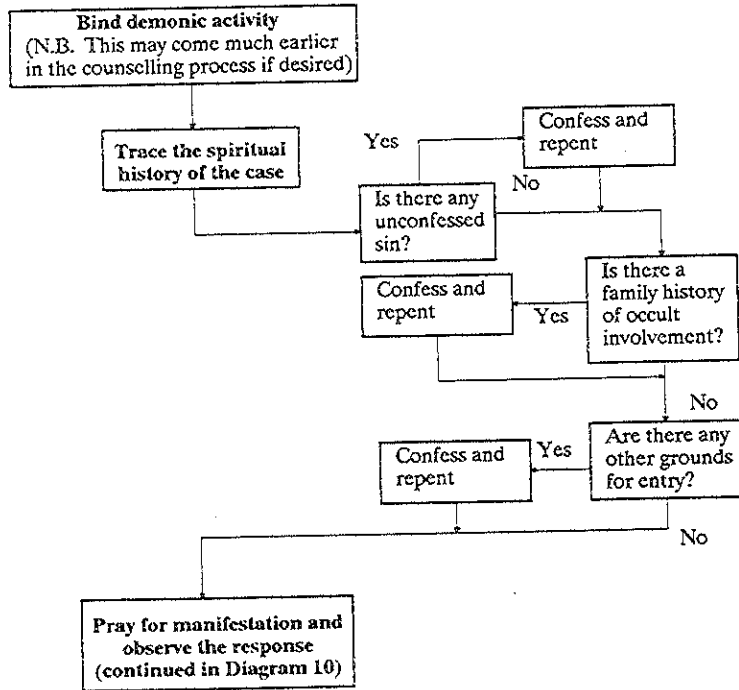 Bind demonic activity
(N.B. This may come much earlier
in the counselling process if desired)
Trace the spiritual
history of the case
Yes
Confess and
repent
No
Is there any
unconfessed
sin?
Is there a
family history
of occult
involvement?
Confess and
repent
Yes
No
Are there any
other grounds
for entry?
Yes
Confess and
repent
No
Pray for manifestation and
observe the response
(continued in Diagram 10)